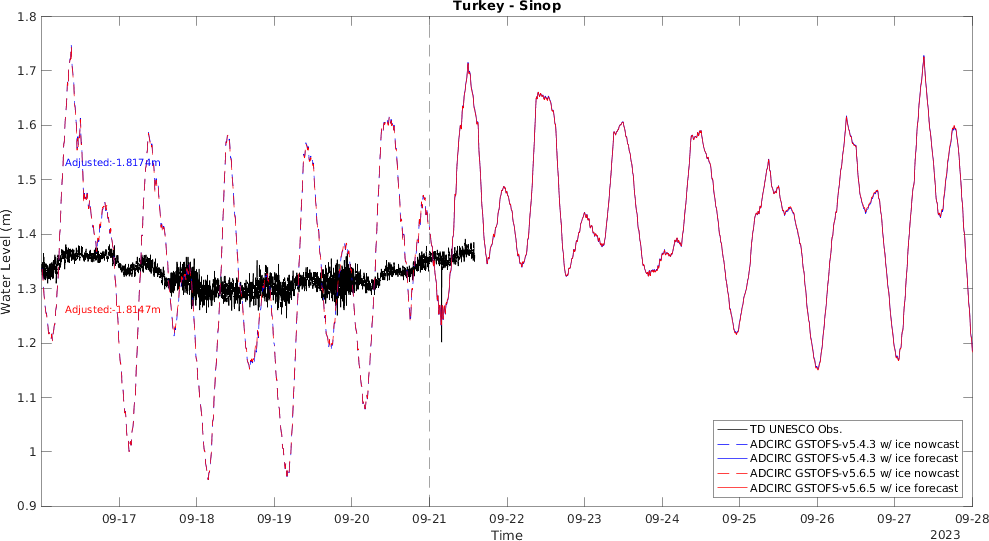 Turkey - Sinop
1.8
1.7
1.6
1.5
1.4
1.3
1.2
1.1
1
0.9
Water Level (m)
Adjusted:-1.8174m
Adjusted:-1.8147m
TD UNESCO Obs.
ADCIRC GSTOFS-v5.4.3 w/ ice nowcast
ADCIRC GSTOFS-v5.4.3 w/ ice forecast
ADCIRC GSTOFS-v5.6.5 w/ ice nowcast
ADCIRC GSTOFS-v5.6.5 w/ ice forecast
09-17 09-18 09-19 09-20 09-21 09-22 09-23 09-24 09-25 09-26 09-27 09-28
Time
2023